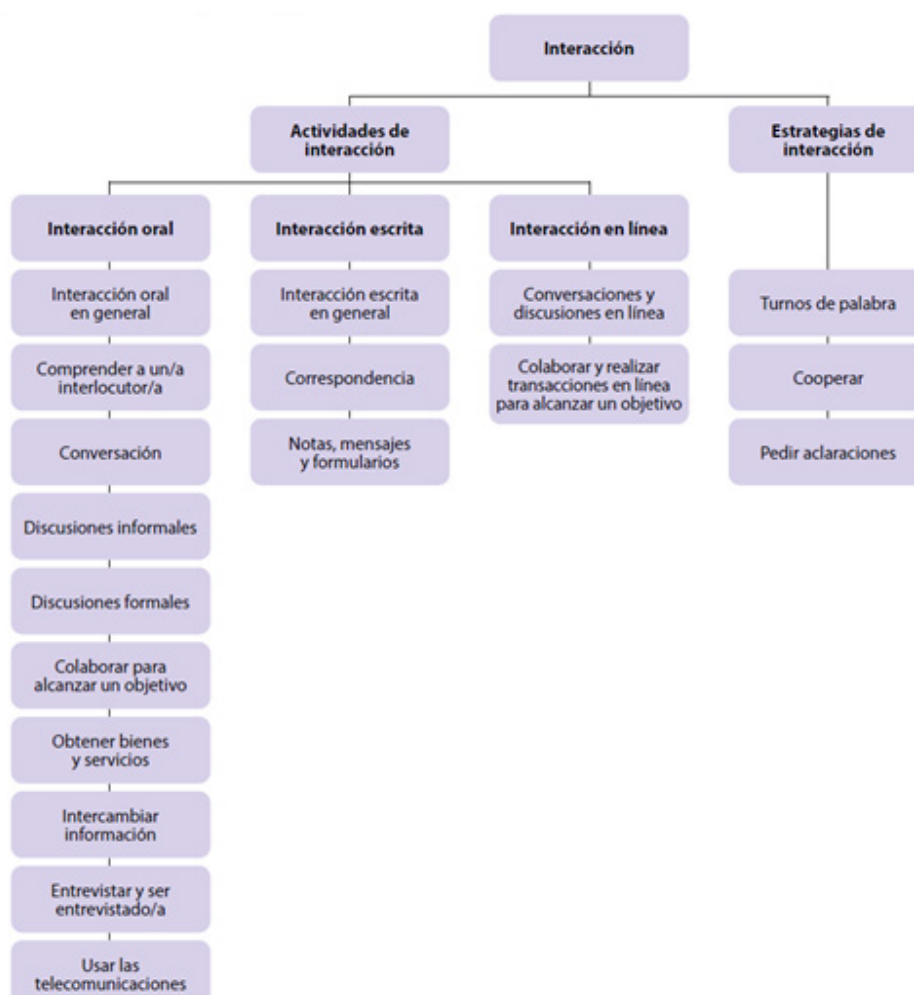 Interacción
Actividades de
interacción
Estrategias de
interacción
Interacción oral
Interacción escrita
Interacción en línea
Interacción oral
en general
Comprender a un/a
interlocutor/a
Conversación
Discusiones informales
Discusiones formales
Colaborar para
alcanzar un objetivo
Obtener bienes
y servicios
Intercambiar
información
Entrevistar y ser
entrevistado/a
Usar las
telecomunicaciones
Interacción escrita
en general
Correspondencia
Notas, mensajes
y formularios
Conversaciones y
discusiones en línea
Colaborar y realizar
transacciones en línea
para alcanzar un objetivo
Turnos de palabra
Cooperar
Pedir aclaraciones